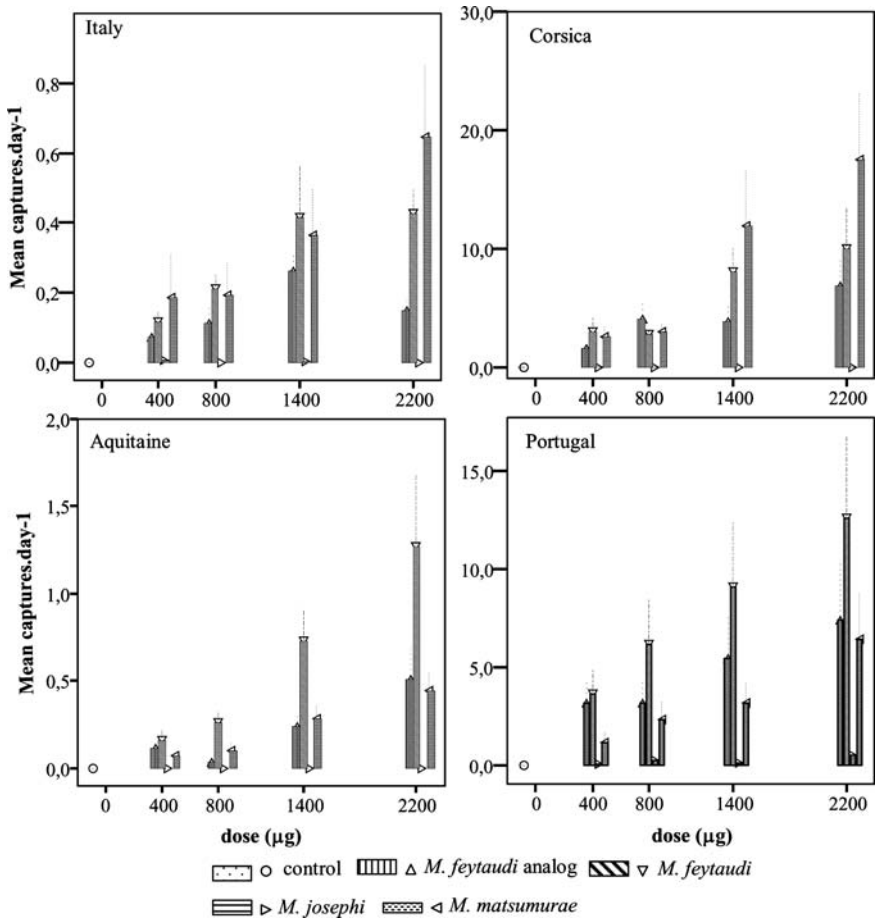 Italy
Corsica
Mean captures.day-1
0,8
0,6
0,4
0,2
0,0
0 400 800 1400 2200
30,0
20,0
10,0
0,0
0 400 800 1400 2200
Aquitaine
Portugal
Mean captures.day-1
2,0
1,5
1,0
0,5
0,0
0 400 800 1400 2200
dose (µg)
15,0
10,0
5,0
0,0
0 400 800 1400 2200
dose (µg)
control M. feytaudi analog M. feytaudi
M. josephi M. matsumurae